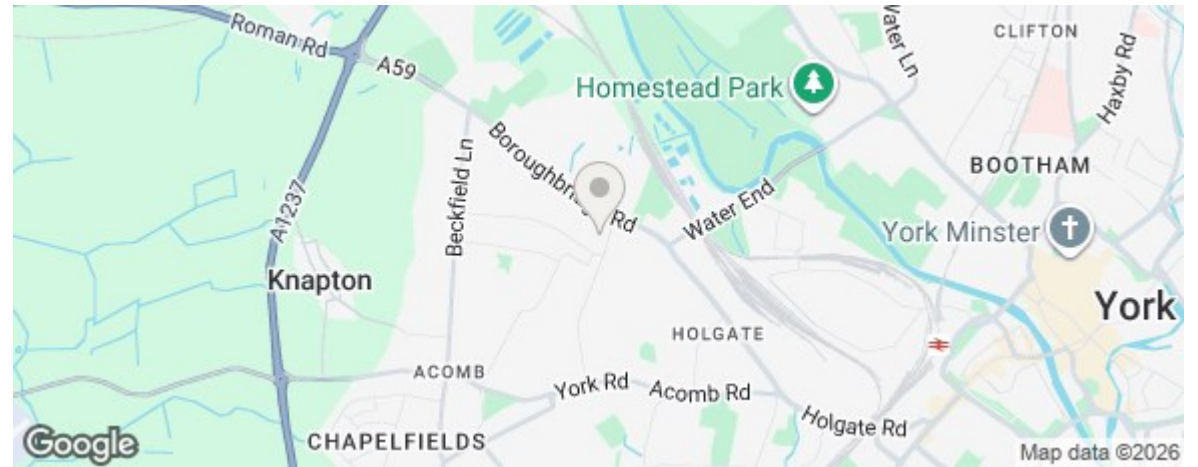 Roman Rd
A59
Water Ln
CLIFTON
Haxby Rd
Homestead Park
Boroughbridge Rd
BOOTHAM
A1237
Beckfield Ln
Water End
York Minster
Knapton
York
HOLGATE
ACOMB
York Rd
Acomb Rd
Holgate Rd
CHAPELFIELDS
Google
Map data ©2026